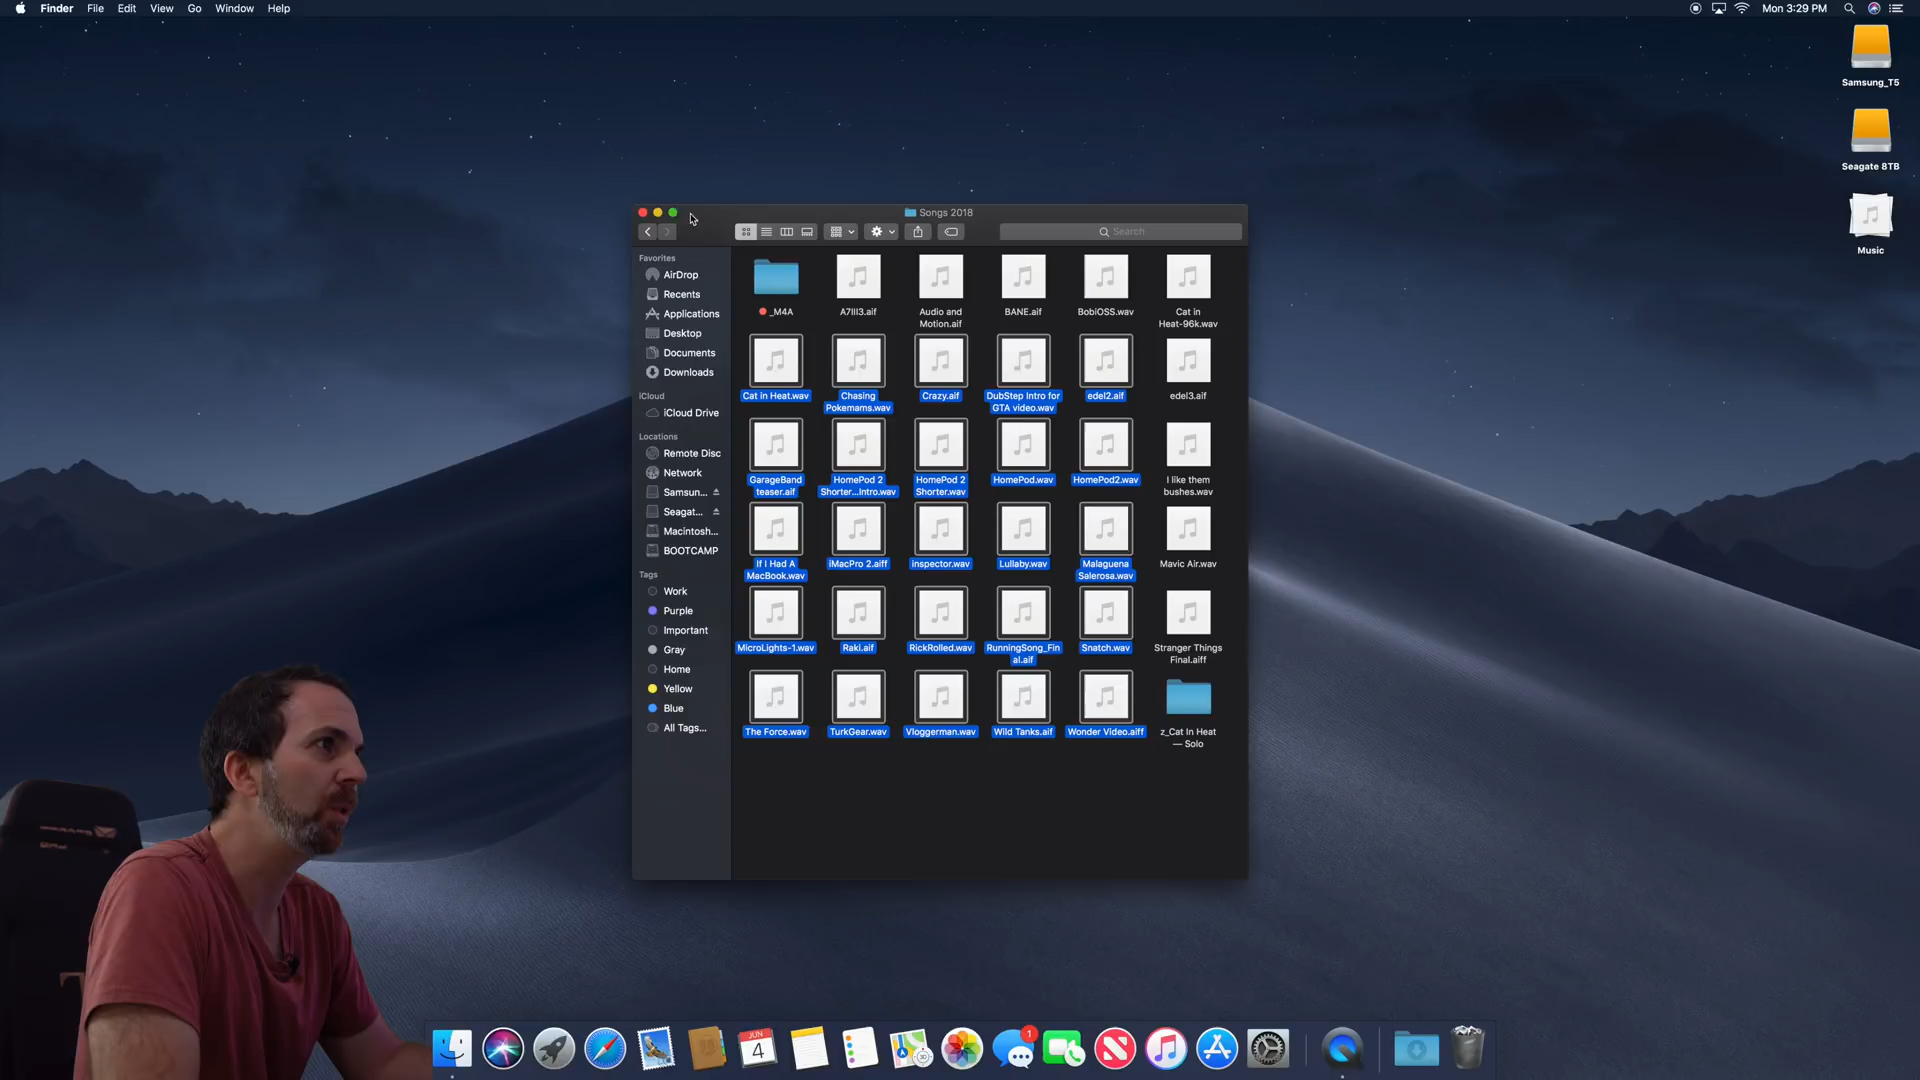 Finder File Edit View Go Window Help
Mon 3:29 PM
Samsung_T5
Seagate 8TB
Music
Songs 2018
Search
Favorites
AirDrop
Recents
Applications
Desktop
Documents
Downloads
iCloud
iCloud Drive
Locations
Remote Disc
Network
Samsun...
Seagat...
Macintosh...
BOOTCAMP
Tags
Work
Purple
Important
Gray
Home
Yellow
Blue
All Tags...
_M4A
A7III3.aif
Audio and
Motion.aif
BANE.aif
BobiOSS.wav
Cat in
Heat-96k.wav
Cat in Heat.wav
Chasing
Pokemams.wav
Crazy.aif
DubStep Intro for
GTA video.wav
edel2.aif
edel3.aif
GarageBand
teaser.aif
HomePod 2
Shorter...Intro.wav
HomePod 2
Shorter.wav
HomePod.wav
HomePod2.wav
I like them
bushes.wav
If I Had A
MacBook.wav
iMacPro 2.aiff
inspector.wav
Lullaby.wav
Malaguena
Salerosa.wav
Mavic Air.wav
MicroLights-1.wav
Raki.aif
RickRolled.wav
RunningSong_Fin
al.aif
Snatch.wav
Stranger Things
Final.aiff
The Force.wav
TurkGear.wav
Vloggerman.wav
Wild Tanks.aif
Wonder Video.aiff
z_Cat In Heat
— Solo
JUN
4
1